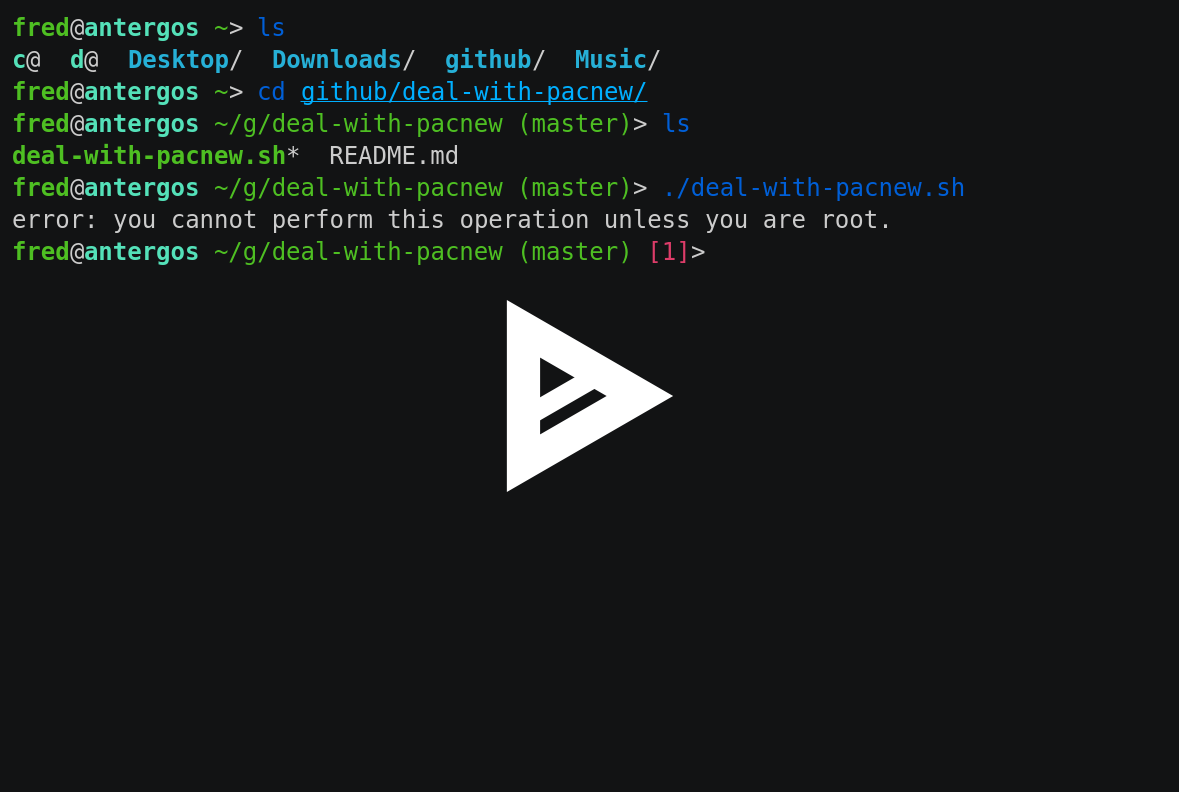 fred@antergos ~> ls
c@  d@  Desktop/  Downloads/  github/  Music/
fred@antergos ~> cd github/deal-with-pacnew/
fred@antergos ~/g/deal-with-pacnew (master)> ls
deal-with-pacnew.sh*  README.md
fred@antergos ~/g/deal-with-pacnew (master)> ./deal-with-pacnew.sh
error: you cannot perform this operation unless you are root.
fred@antergos ~/g/deal-with-pacnew (master) [1]>